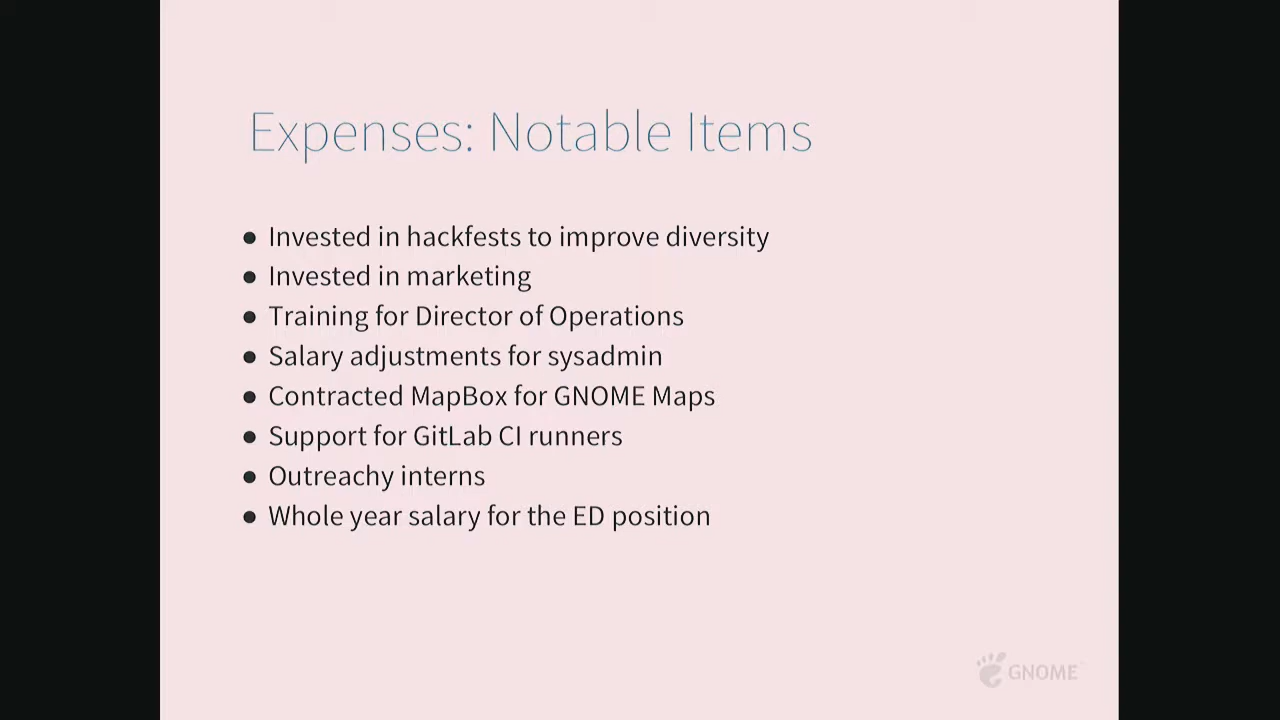 Expenses: Notable Items
● Invested in hackfests to improve diversity
● Invested in marketing
● Training for Director of Operations
● Salary adjustments for sysadmin
● Contracted MapBox for GNOME Maps
● Support for GitLab CI runners
● Outreachy interns
● Whole year salary for the ED position
GNOME™